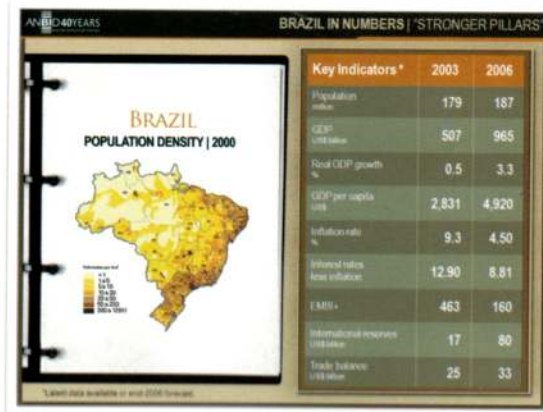 ANBID 40 YEARS
BRAZIL IN NUMBERS | "STRONGER PILLARS"
BRAZIL
POPULATION DENSITY | 2000
Key Indicators * 2003 2006
Population 179 187
million
GDP 507 965
US$ billion
Real GDP growth 0.5 3.3
%
GDP per capita 2,831 4,920
US$
Inflation rate 9.3 4.50
%
Interest rates 12.90 8.81
less inflation
EMBI+ 463 160
International reserves 17 80
US$ billion
Trade balance 25 33
US$ billion
*Latest data available or end-2006 forecast.